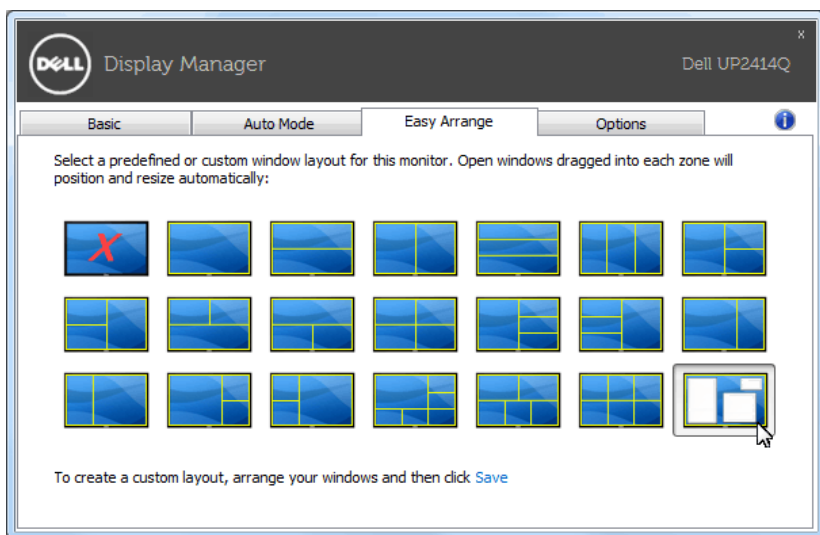 x
DELL
Display Manager
Dell UP2414Q
Basic
Auto Mode
Easy Arrange
Options
i
Select a predefined or custom window layout for this monitor. Open windows dragged into each zone will
position and resize automatically:
X
To create a custom layout, arrange your windows and then click Save